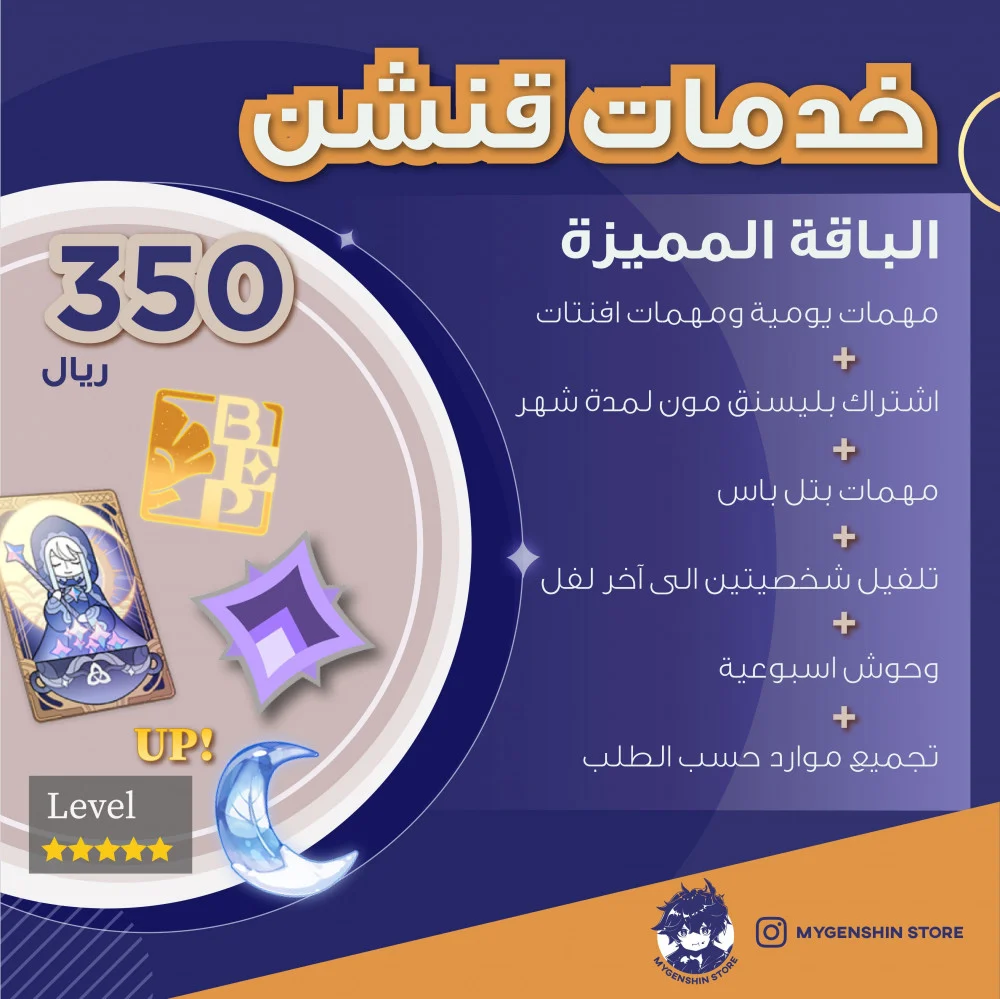 خدمات قنشن
الباقة المميزة
مهمات يومية ومهمات افنتات
+
اشتراك بليسنق مون لمدة شهر
+
مهمات بتل باس
+
تلفيل شخصيتين الى آخر لفل
+
وحوش اسبوعية
+
تجميع موارد حسب الطلب
350
ريال
BEP
UP!
Level
MYGENSHIN STORE
MYGENSHIN STORE